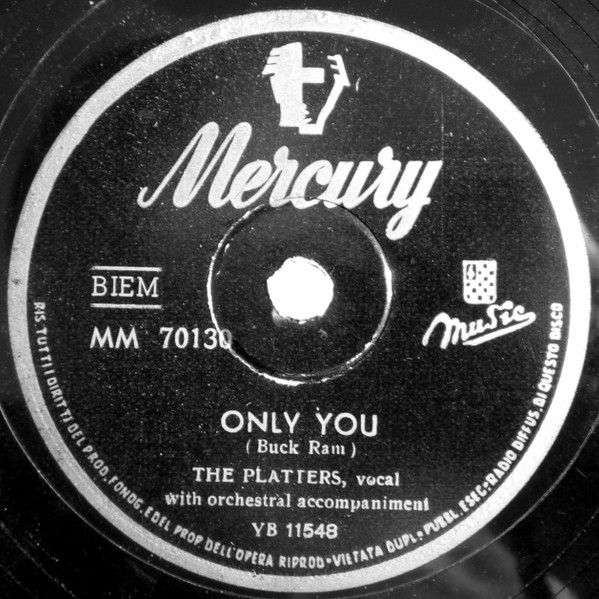 Mercury
BIEM
MM 70130
Music
ONLY YOU
(Buck Ram)
THE PLATTERS, vocal
with orchestral accompaniment
YB 11548
RIS. TUTTI I DIRITTI DEL PROD. FONOG. E DEL PROP. DELL'OPERA RIPROD - VIETATA DUPL. PUBBL. ESEC. RADIO DIFFUS. DI QUESTO DISCO